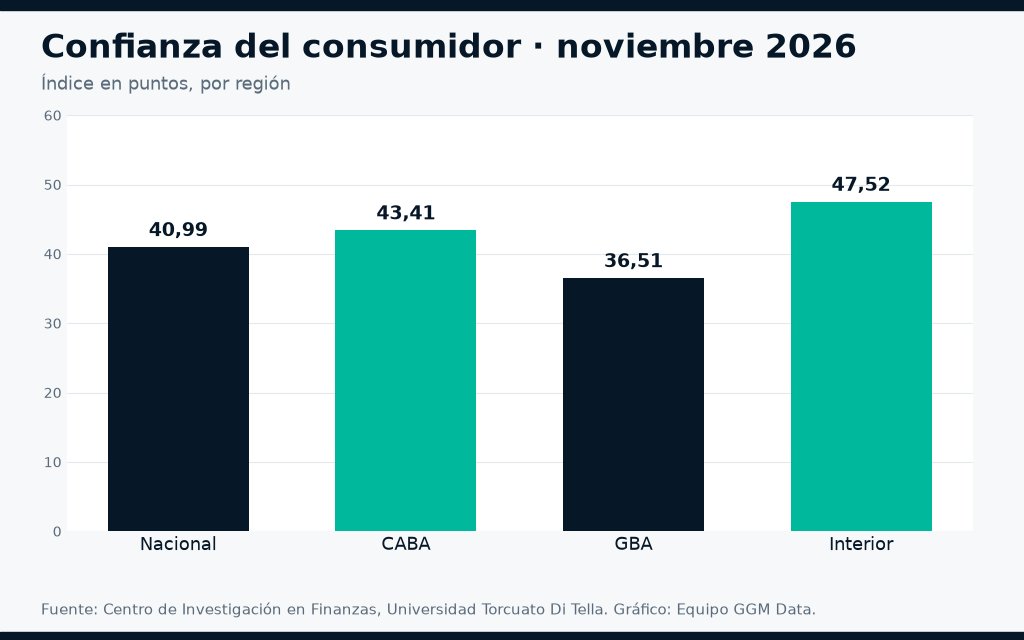 Confianza del consumidor · noviembre 2026
Índice en puntos, por región
60
50
40
30
20
10
0
40,99
43,41
36,51
47,52
Nacional
CABA
GBA
Interior
Fuente: Centro de Investigación en Finanzas, Universidad Torcuato Di Tella. Gráfico: Equipo GGM Data.